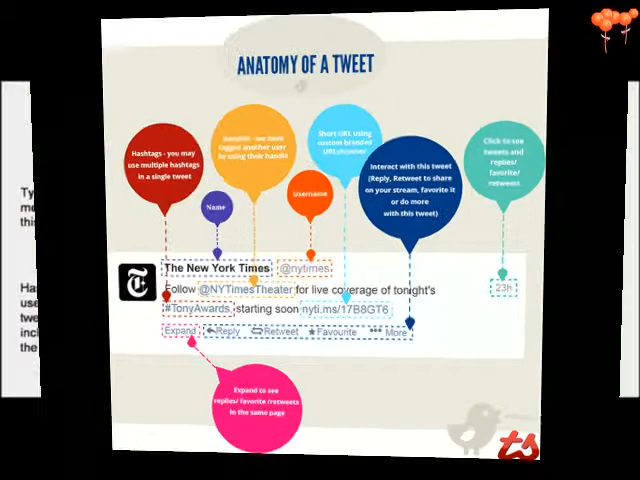 ANATOMY OF A TWEET
Hashtags - you may
use multiple hashtags
in a single tweet
tagged another user
by using their handle
Short URL using
custom branded
URL shortener
Interact with this tweet
(Reply, Retweet to share
on your stream, favorite it
or do more
with this tweet)
Click to see
tweets and
replies/
favorite/
retweets
Name
Username
The New York Times @nytimes
Follow @NYTimesTheater for live coverage of tonight's
23h
#TonyAwards starting soon nyti.ms/17B8GT6
Expand Reply Retweet Favourite More
Expand to see
replies/ favorite /retweets
in the same page
ts